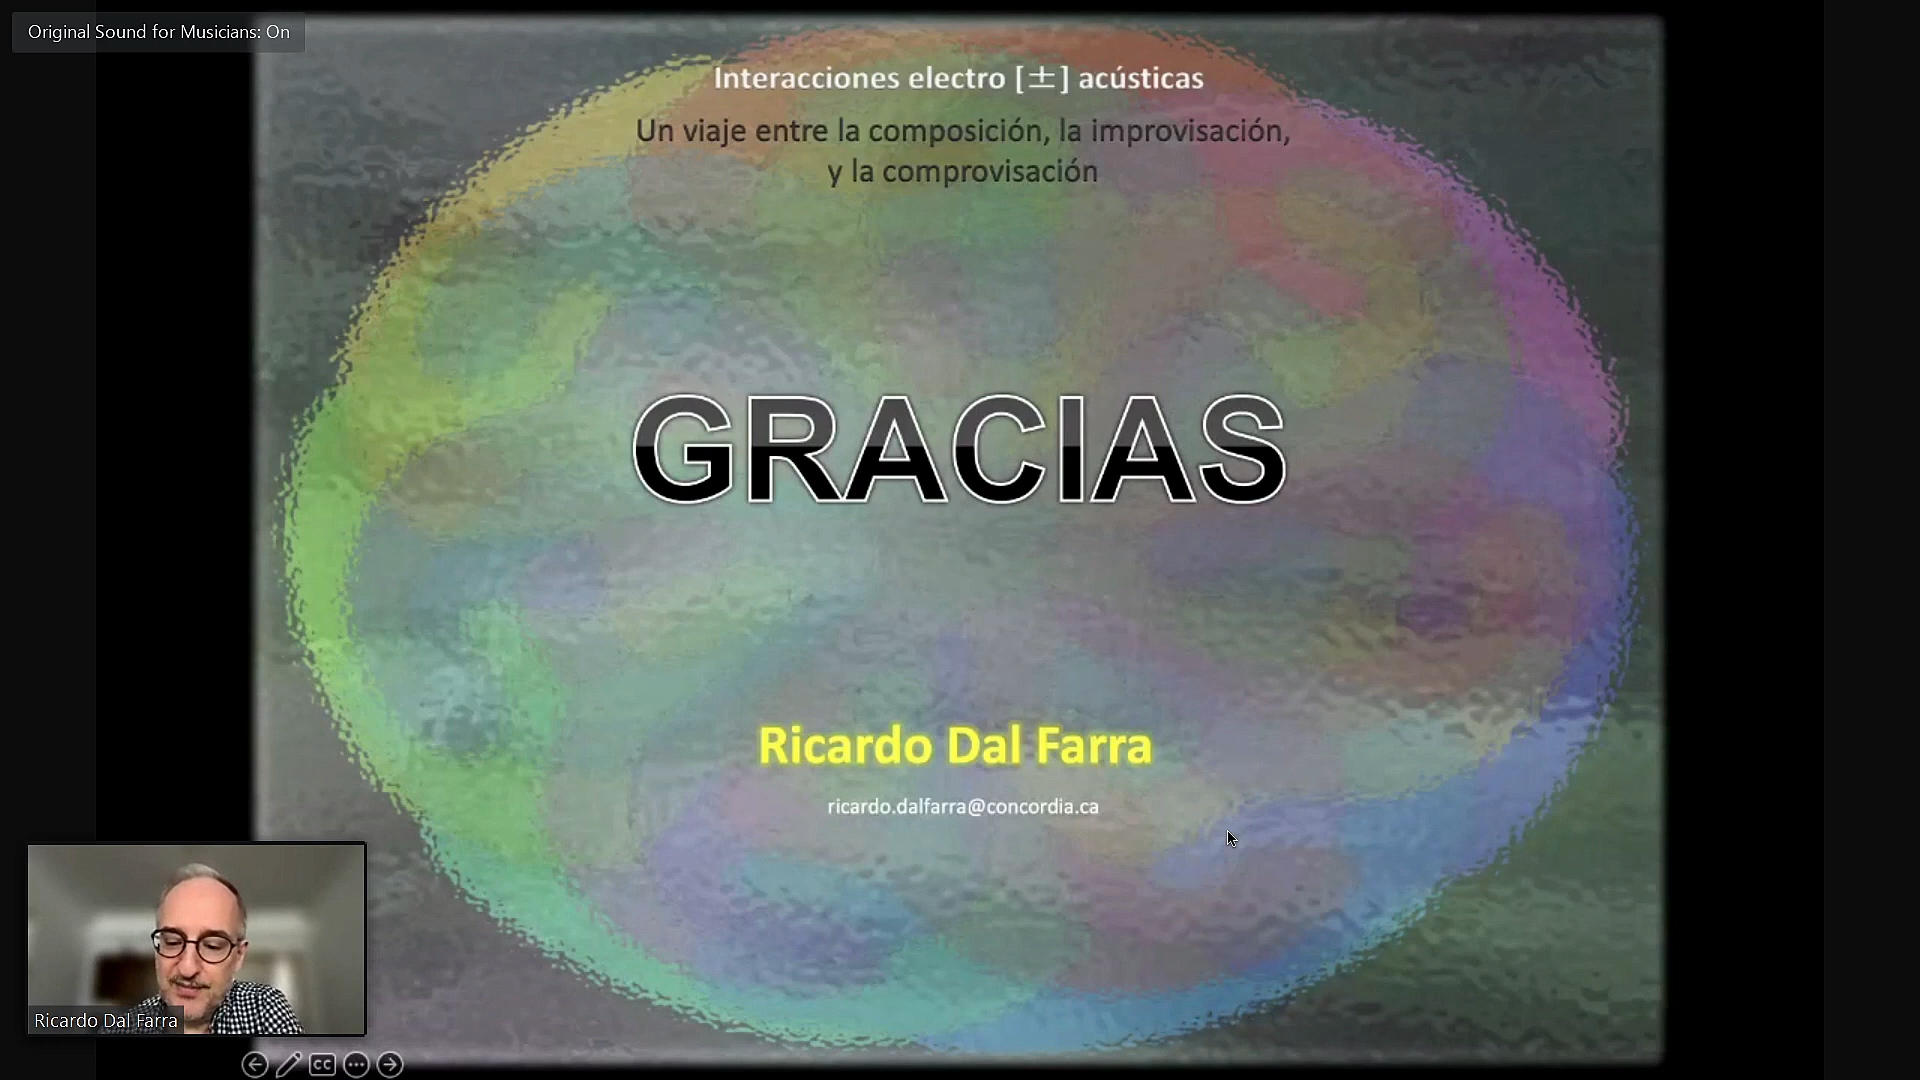 Original Sound for Musicians: On
Interacciones electro [±] acústicas
Un viaje entre la composición, la improvisación,
y la comprovisación
GRACIAS
Ricardo Dal Farra
ricardo.dalfarra@concordia.ca
Ricardo Dal Farra
CC